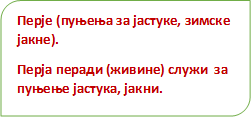 Перје (пуњења за јастуке, зимске
јакне).
Перја перади (живине) служи за
пуњење јастука, јакни.